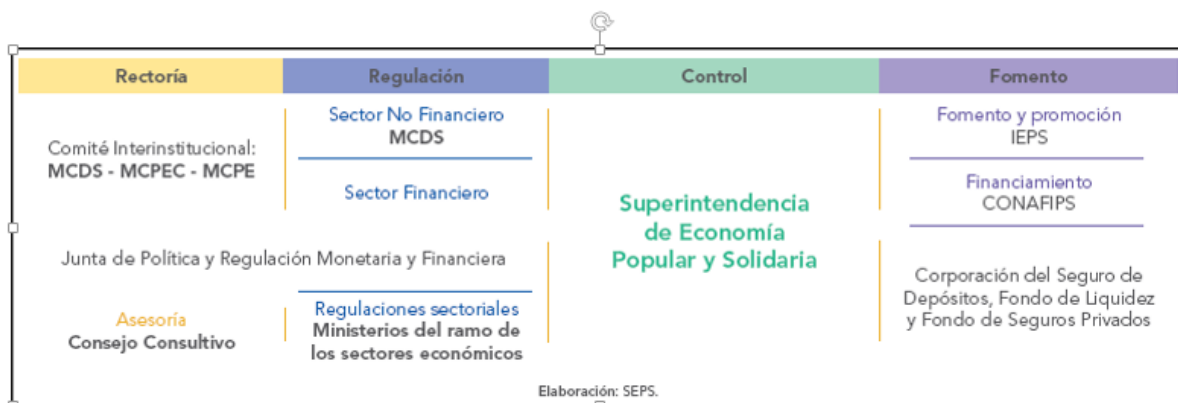 Rectoría
Regulación
Control
Fomento
Comité Interinstitucional:
MCDS - MCPEC - MCPE
Sector No Financiero
MCDS
Sector Financiero
Junta de Política y Regulación Monetaria y Financiera
Asesoría
Consejo Consultivo
Regulaciones sectoriales
Ministerios del ramo de
los sectores económicos
Superintendencia
de Economía
Popular y Solidaria
Fomento y promoción
IEPS
Financiamiento
CONAFIPS
Corporación del Seguro de
Depósitos, Fondo de Liquidez
y Fondo de Seguros Privados
Elaboración: SEPS.